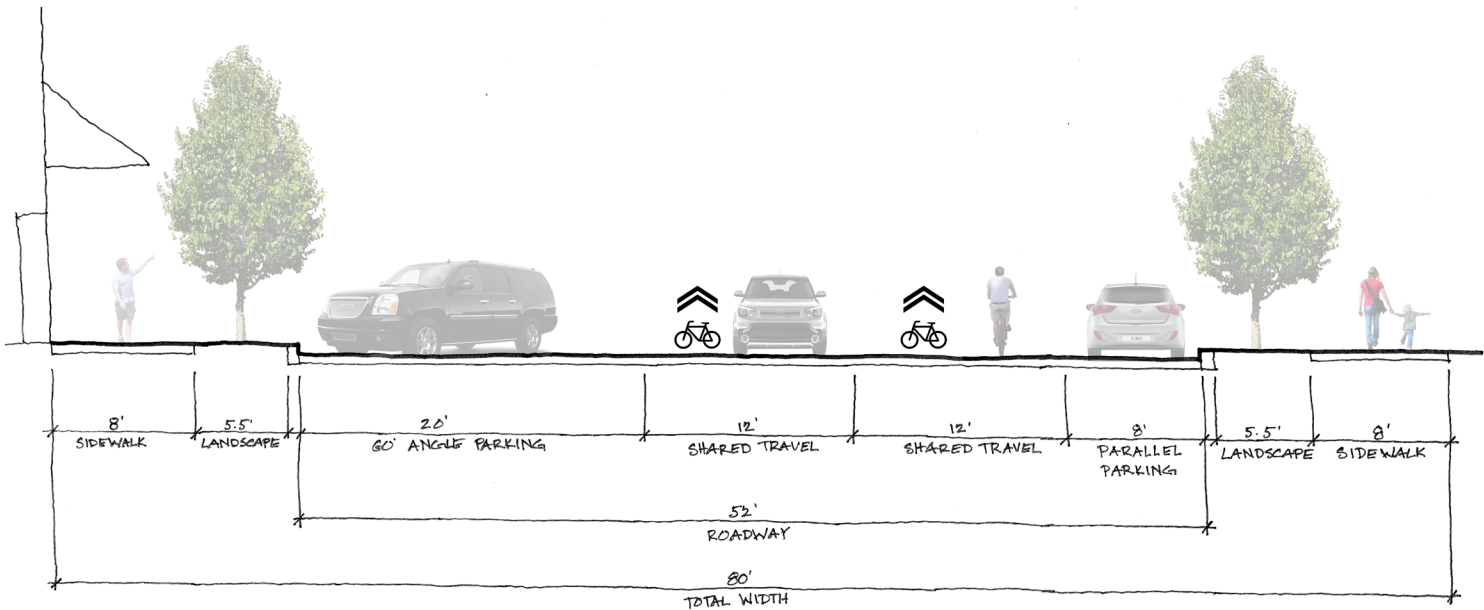 8'
SIDEWALK
5.5'
LANDSCAPE
20'
60° ANGLE PARKING
12'
SHARED TRAVEL
12'
SHARED TRAVEL
8'
PARALLEL
PARKING
5.5'
LANDSCAPE
8'
SIDEWALK
52'
ROADWAY
80'
TOTAL WIDTH